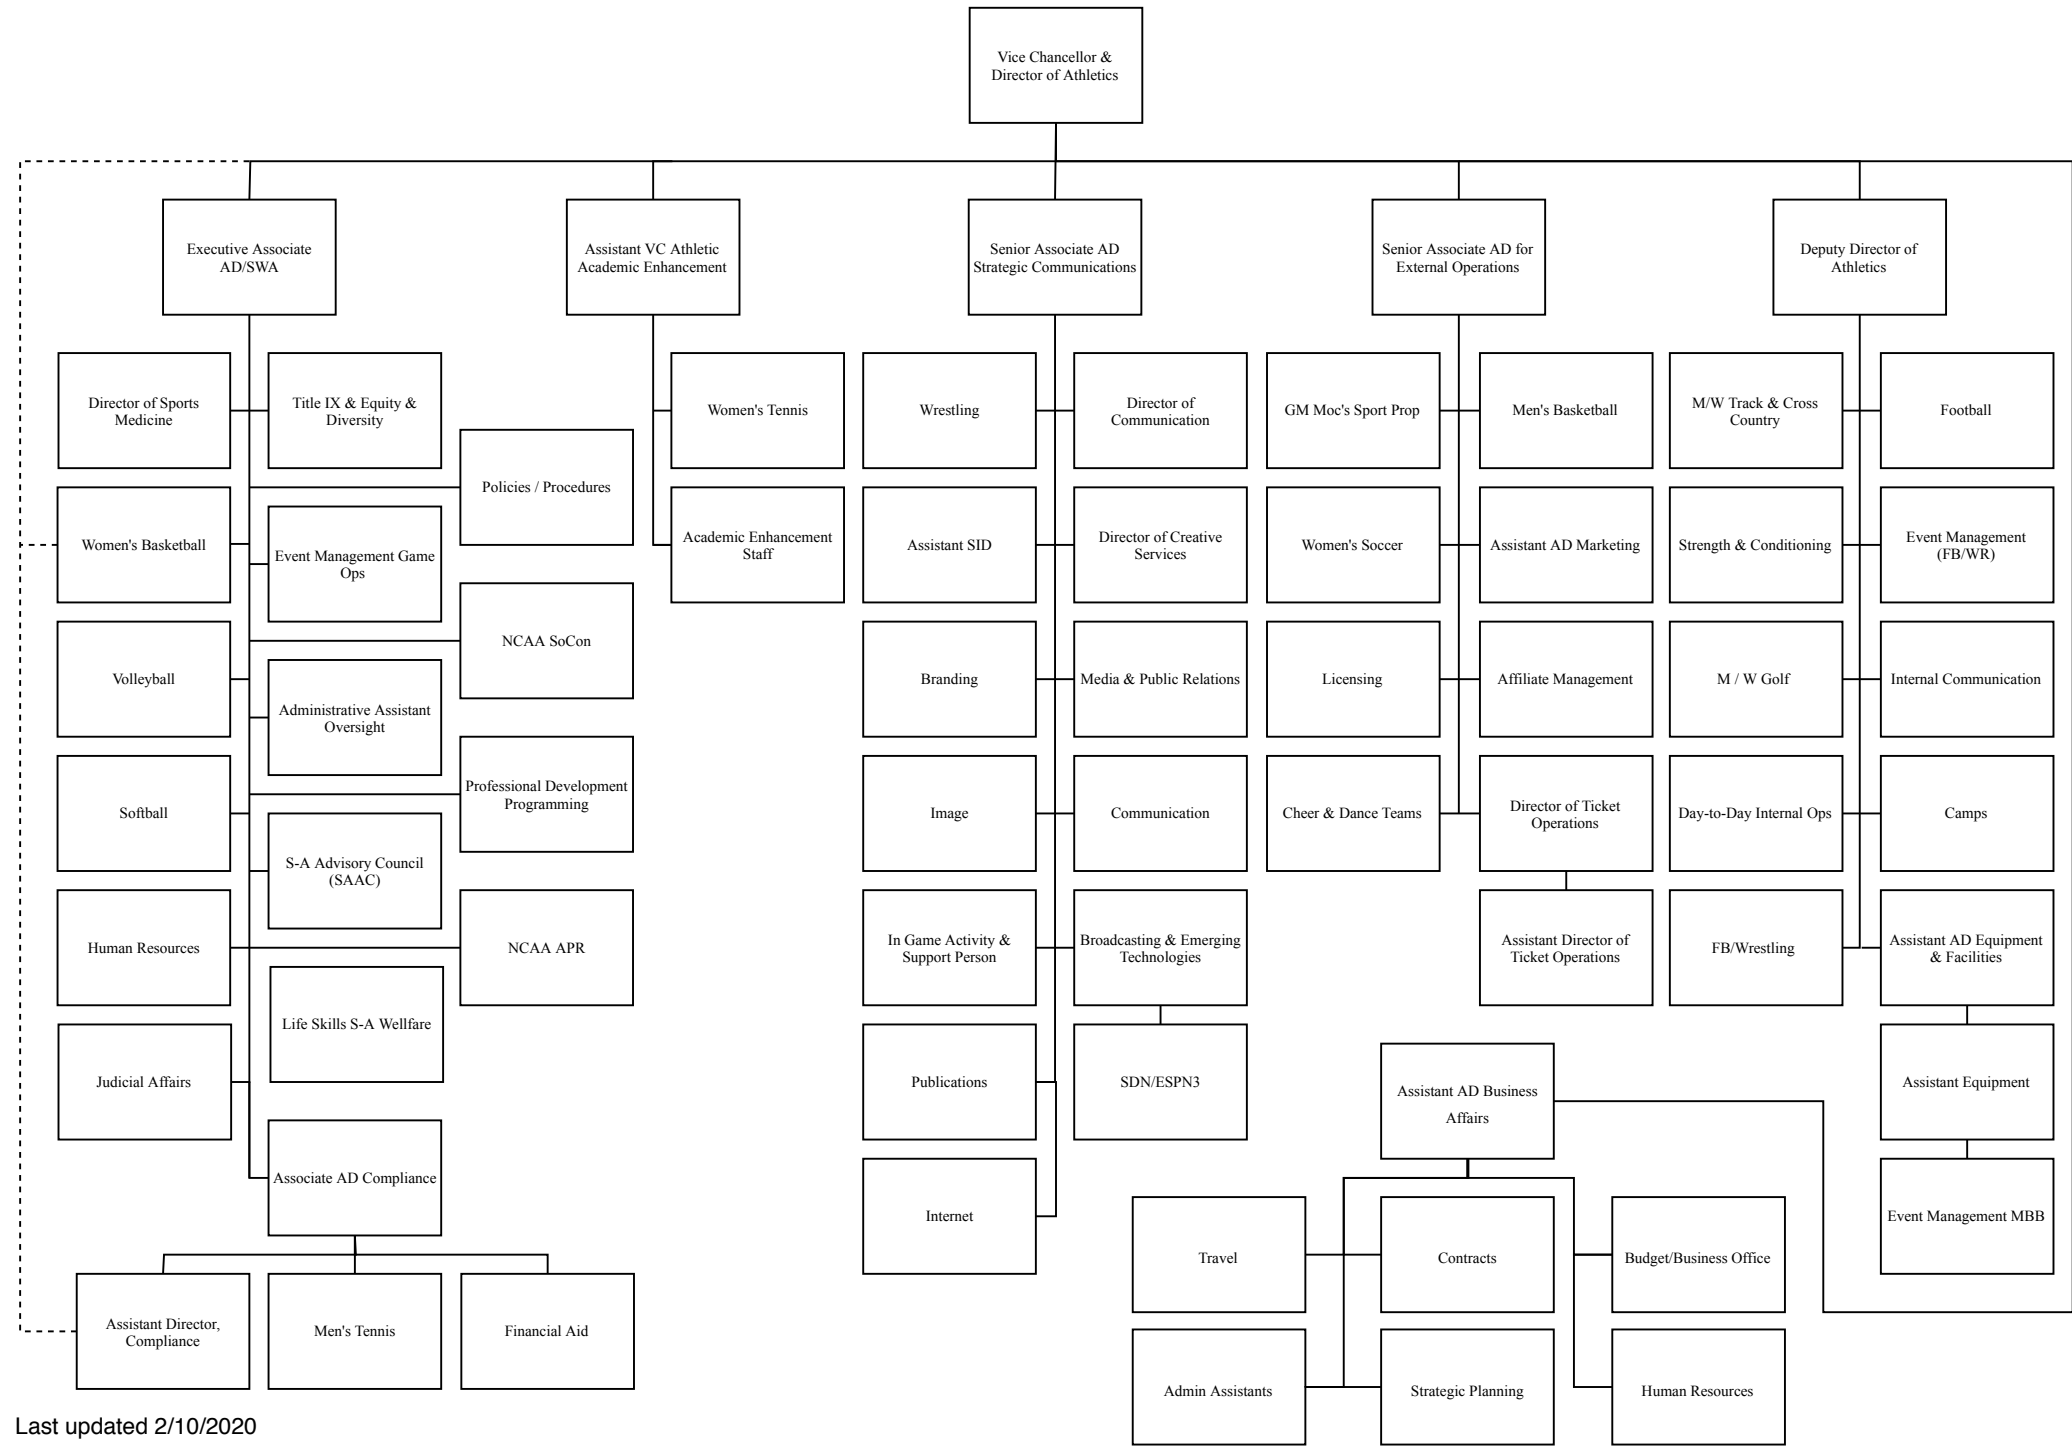 Vice Chancellor &
Director of Athletics
Executive Associate
AD/SWA
Assistant VC Athletic
Academic Enhancement
Senior Associate AD
Strategic Communications
Senior Associate AD for
External Operations
Deputy Director of
Athletics
Director of Sports
Medicine
Title IX & Equity &
Diversity
Policies / Procedures
Women's Basketball
Event Management Game
Ops
NCAA SoCon
Volleyball
Administrative Assistant
Oversight
Professional Development
Programming
Softball
S-A Advisory Council
(SAAC)
Human Resources
NCAA APR
Life Skills S-A Wellfare
Judicial Affairs
Associate AD Compliance
Assistant Director,
Compliance
Men's Tennis
Financial Aid
Women's Tennis
Academic Enhancement
Staff
Wrestling
Director of
Communication
Assistant SID
Director of Creative
Services
Branding
Media & Public Relations
Image
Communication
In Game Activity &
Support Person
Broadcasting & Emerging
Technologies
Publications
SDN/ESPN3
Internet
GM Moc's Sport Prop
Men's Basketball
Women's Soccer
Assistant AD Marketing
Licensing
Affiliate Management
Cheer & Dance Teams
Director of Ticket
Operations
Assistant Director of
Ticket Operations
M/W Track & Cross
Country
Football
Strength & Conditioning
Event Management
(FB/WR)
M / W Golf
Internal Communication
Day-to-Day Internal Ops
Camps
FB/Wrestling
Assistant AD Equipment
& Facilities
Assistant Equipment
Event Management MBB
Assistant AD Business
Affairs
Travel
Contracts
Budget/Business Office
Admin Assistants
Strategic Planning
Human Resources
Last updated 2/10/2020